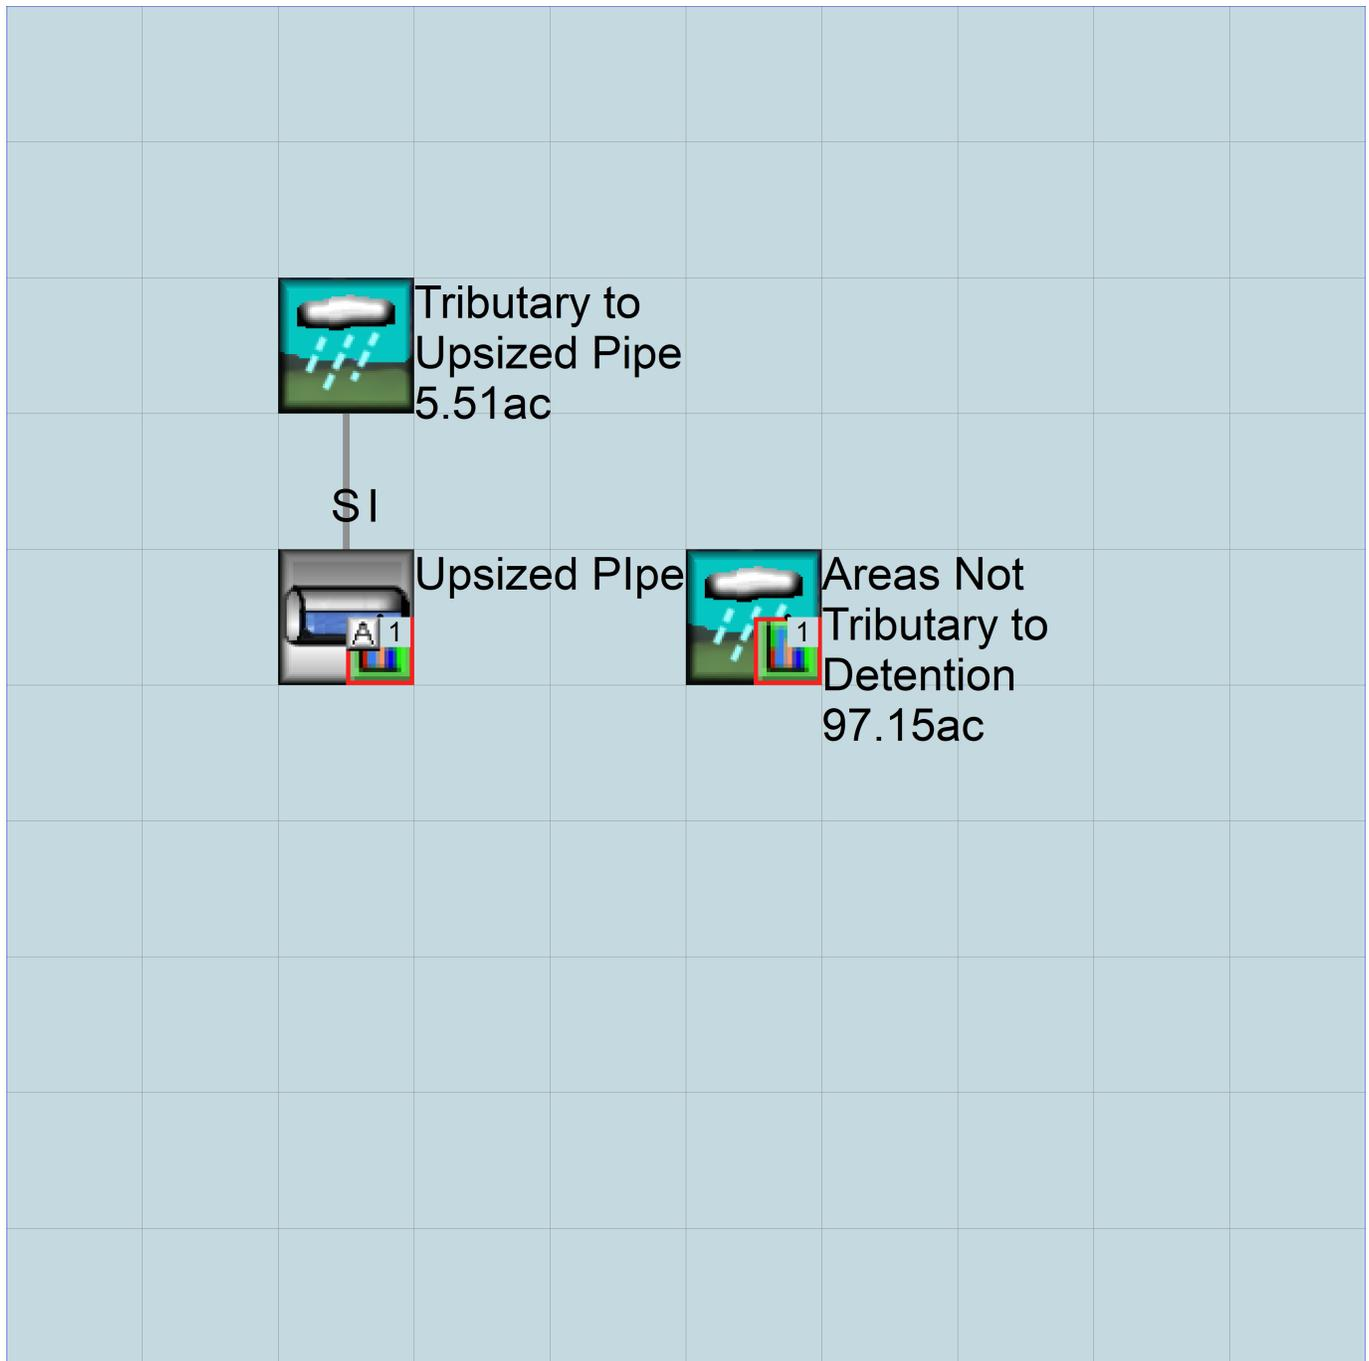 Tributary to
Upsized Pipe
5.51ac
S I
Upsized PIpe
A 1
1
Areas Not
Tributary to
Detention
97.15ac